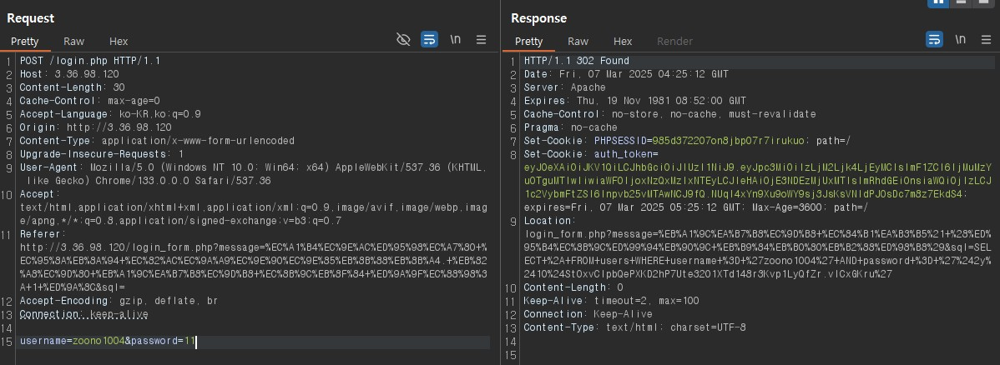 Request
Pretty
Raw
Hex
\n
1 POST /login.php HTTP/1.1
2 Host: 3.36.98.120
3 Content-Length: 30
4 Cache-Control: max-age=0
5 Accept-Language: ko-KR,ko;q=0.9
6 Origin: http://3.36.98.120
7 Content-Type: application/x-www-form-urlencoded
8 Upgrade-Insecure-Requests: 1
9 User-Agent: Mozilla/5.0 (Windows NT 10.0; Win64; x64) AppleWebKit/537.36 (KHTML,
like Gecko) Chrome/133.0.0.0 Safari/537.36
10 Accept:
text/html,application/xhtml+xml,application/xml;q=0.9,image/avif,image/webp,imag
e/apng,*/*;q=0.8,application/signed-exchange;v=b3;q=0.7
11 Referer:
http://3.36.98.120/login_form.php?message=%EC%A1%B4%EC%9E%AC%ED%95%98%EC%A7%80+%
EC%95%8A%EB%8A%94+%EC%82%AC%EC%9A%A9%EC%9E%90%EC%9E%85%EB%8B%88%EB%8B%A4.+%EB%82
%A8%EC%9D%80+%EB%A1%9C%EA%B7%B8%EC%9D%B8+%EC%8B%9C%EB%8F%84+%ED%9A%9F%EC%88%98%3
A+1+%ED%9A%8C&sql=
12 Accept-Encoding: gzip, deflate, br
13 Connection: keep-alive
14
15 username=zoono1004&password=11
Response
Pretty
Raw
Hex
Render
\n
1 HTTP/1.1 302 Found
2 Date: Fri, 07 Mar 2025 04:25:12 GMT
3 Server: Apache
4 Expires: Thu, 19 Nov 1981 08:52:00 GMT
5 Cache-Control: no-store, no-cache, must-revalidate
6 Pragma: no-cache
7 Set-Cookie: PHPSESSID=985d372207on8jbp07r7irukuo; path=/
8 Set-Cookie: auth_token=
eyJ0eXAiOiJKV1QiLCJhbGciOiJIUzI1NiJ9.eyJpc3MiOiIzLjM2Ljk4LjEyMCIsImF1ZCI6IjMuMzY
uOTguMTIwIiwiaWF0IjoxNzQxMzIxNTEyLCJleHAiOjE3NDEzMjUxMTIsImRhdGEiOnsiaWQiOjIzLCJ
1c2VybmFtZSI6Inpvb25vMTAwNCJ9fQ.
expires=Fri, 07 Mar 2025 05:25:12 GMT; Max-Age=3600; path=/
9 Location:
login_form.php?message=%EB%A1%9C%EA%B7%B8%EC%9D%B8+%EC%84%B1%EA%B3%B5%21+%28%ED%
95%B4%EC%8B%9C%ED%99%94%EB%90%9C+%EB%B9%84%EB%B0%80%EB%B2%88%ED%98%B8%29&sql=SEL
ECT+%2A+FROM+users+WHERE+username+%3D+%27zoono1004%27+AND+password+%3D+%27%242y%
10 Content-Length: 0
11 Keep-Alive: timeout=2, max=100
12 Connection: Keep-Alive
13 Content-Type: text/html; charset=UTF-8
14
15